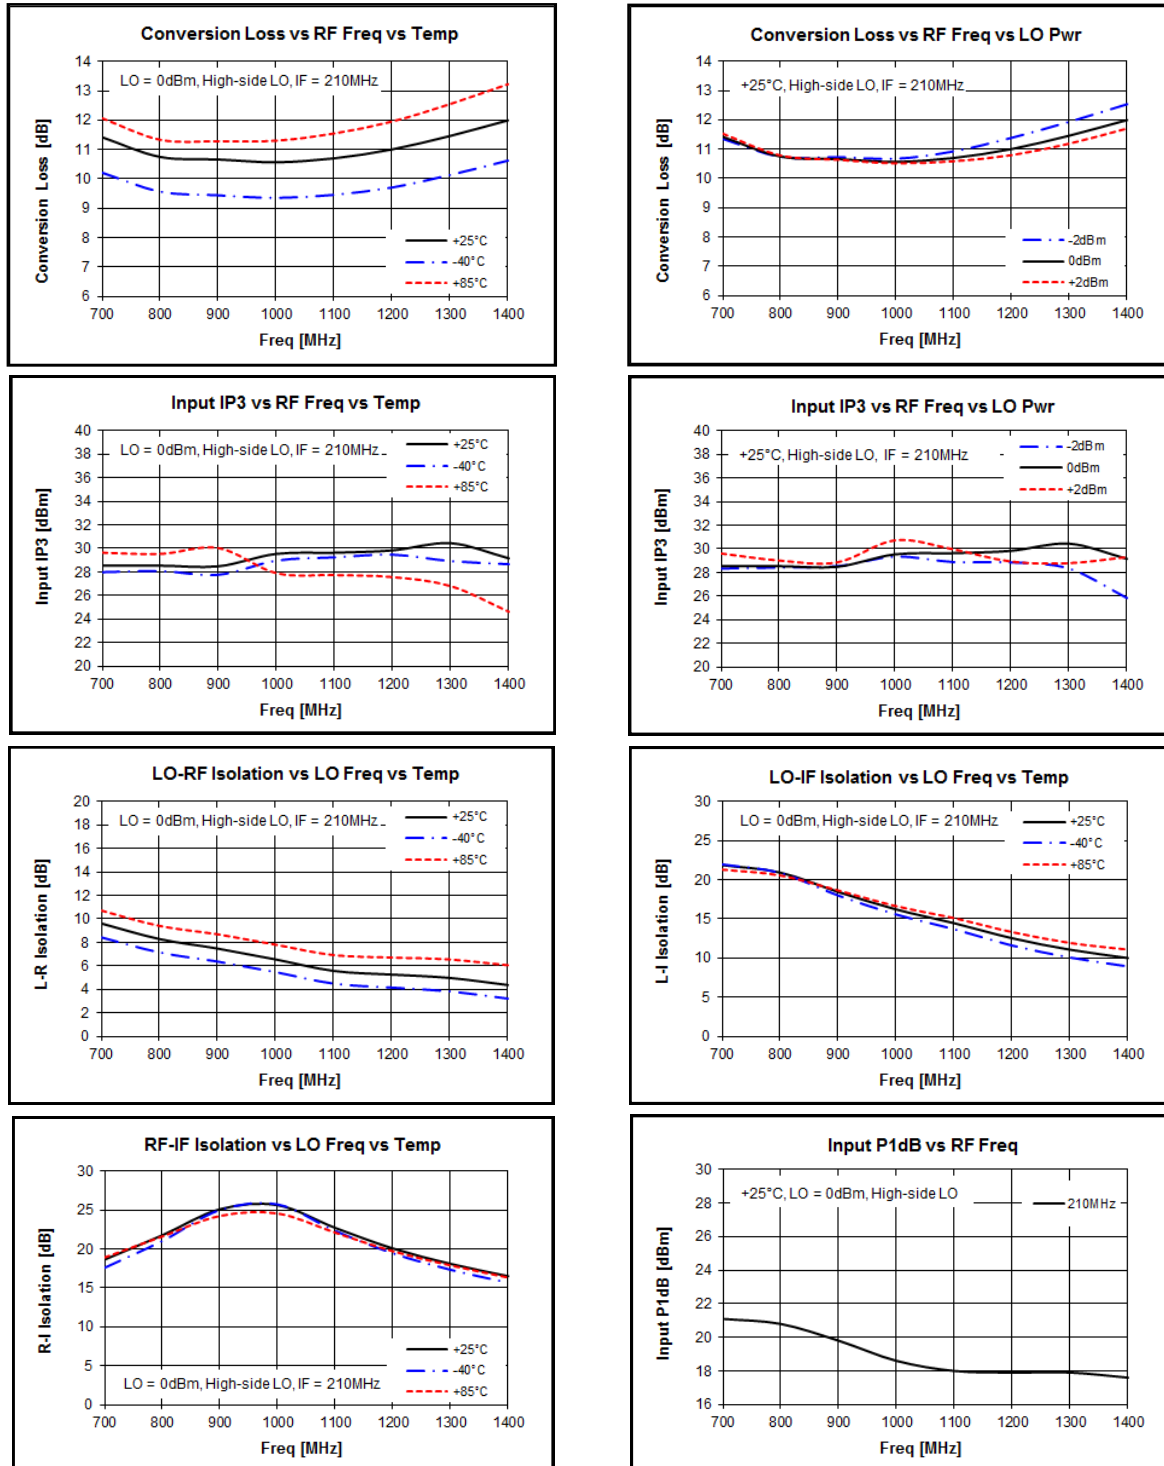 Conversion Loss vs RF Freq vs Temp
Conversion Loss [dB]
14
13
12
11
10
9
8
7
6
LO = 0dBm, High-side LO, IF = 210MHz
+25°C
-40°C
+85°C
700 800 900 1000 1100 1200 1300 1400
Freq [MHz]
Conversion Loss vs RF Freq vs LO Pwr
Conversion Loss [dB]
14
13
12
11
10
9
8
7
6
+25°C, High-side LO, IF = 210MHz
-2dBm
0dBm
+2dBm
700 800 900 1000 1100 1200 1300 1400
Freq [MHz]
Input IP3 vs RF Freq vs Temp
Input IP3 [dBm]
40
38
36
34
32
30
28
26
24
22
20
LO = 0dBm, High-side LO, IF = 210MHz
+25°C
-40°C
+85°C
700 800 900 1000 1100 1200 1300 1400
Freq [MHz]
Input IP3 vs RF Freq vs LO Pwr
Input IP3 [dBm]
40
38
36
34
32
30
28
26
24
22
20
+25°C, High-side LO, IF = 210MHz
-2dBm
0dBm
+2dBm
700 800 900 1000 1100 1200 1300 1400
Freq [MHz]
LO-RF Isolation vs LO Freq vs Temp
L-R Isolation [dB]
20
18
16
14
12
10
8
6
4
2
0
LO = 0dBm, High-side LO, IF = 210MHz
+25°C
-40°C
+85°C
700 800 900 1000 1100 1200 1300 1400
Freq [MHz]
LO-IF Isolation vs LO Freq vs Temp
L-I Isolation [dB]
30
25
20
15
10
5
0
LO = 0dBm, High-side LO, IF = 210MHz
+25°C
-40°C
+85°C
700 800 900 1000 1100 1200 1300 1400
Freq [MHz]
RF-IF Isolation vs LO Freq vs Temp
R-I Isolation [dB]
30
25
20
15
10
5
0
+25°C
-40°C
+85°C
LO = 0dBm, High-side LO, IF = 210MHz
700 800 900 1000 1100 1200 1300 1400
Freq [MHz]
Input P1dB vs RF Freq
Input P1dB [dBm]
30
28
26
24
22
20
18
16
+25°C, LO = 0dBm, High-side LO
210MHz
700 800 900 1000 1100 1200 1300 1400
Freq [MHz]